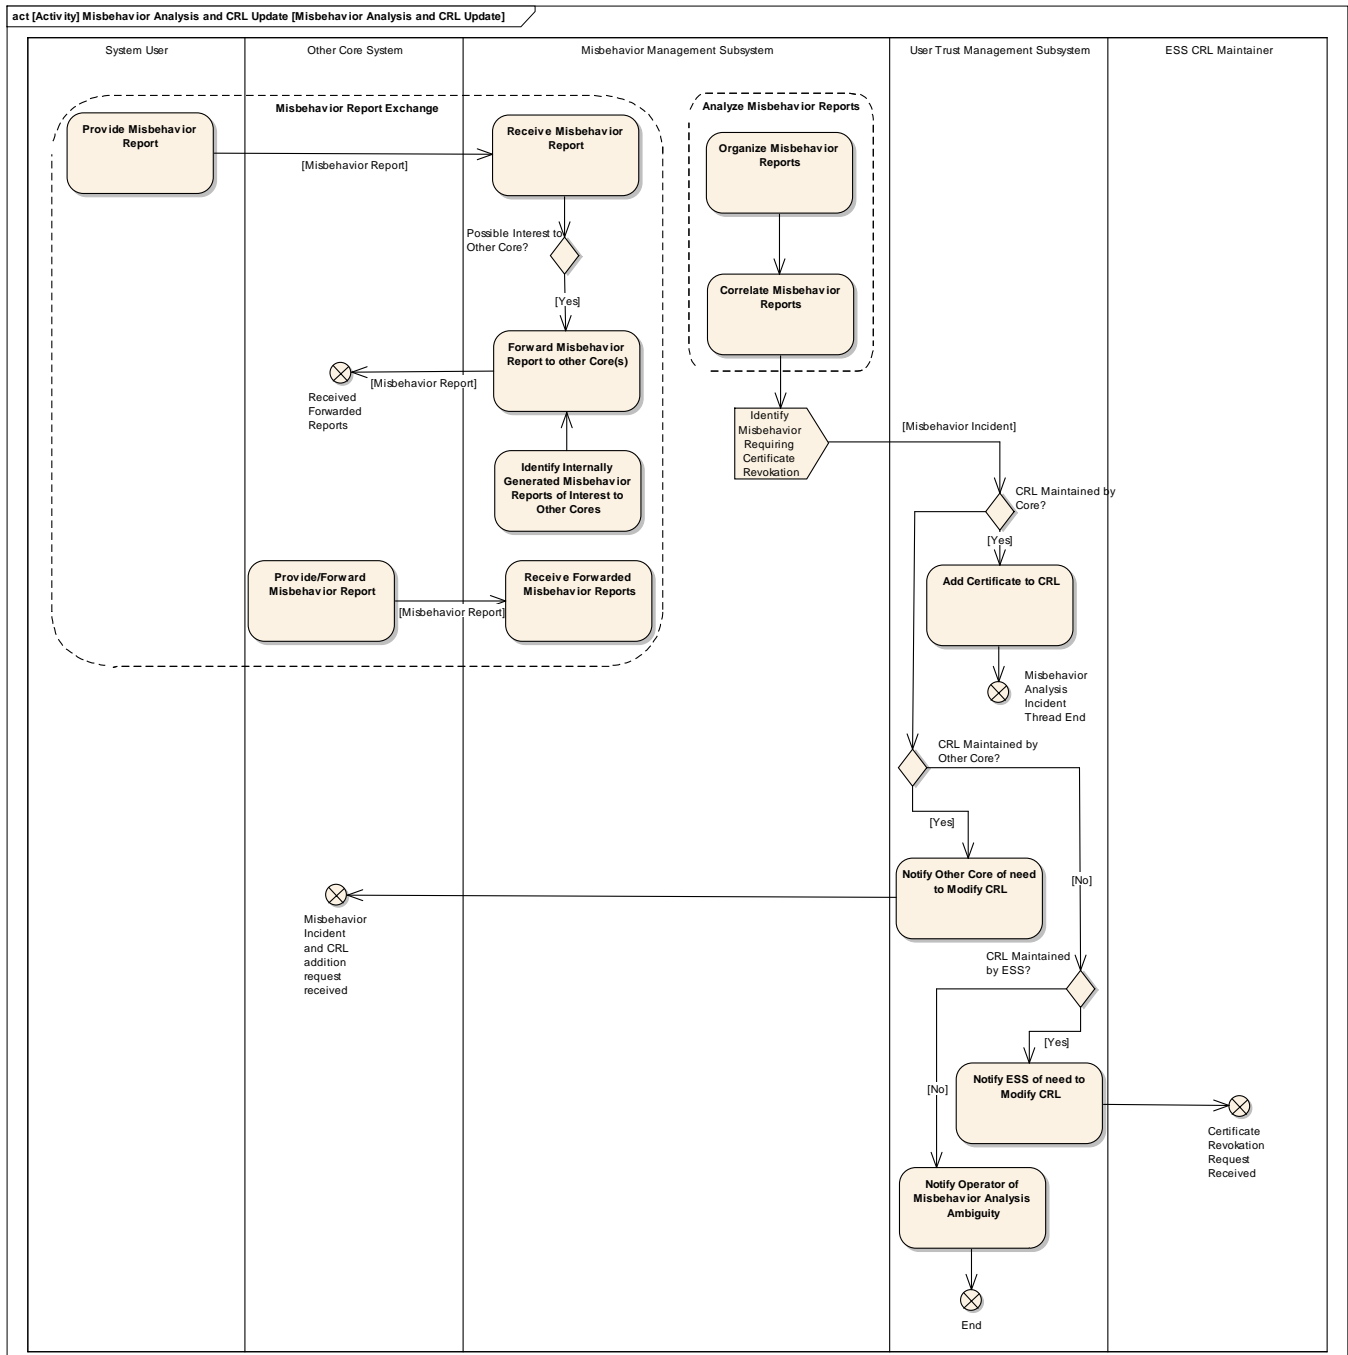 act [Activity] Misbehavior Analysis and CRL Update [Misbehavior Analysis and CRL Update]
System User
Other Core System
Misbehavior Management Subsystem
User Trust Management Subsystem
ESS CRL Maintainer
Misbehavior Report Exchange
Provide Misbehavior
Report
[Misbehavior Report]
Receive Misbehavior
Report
Possible Interest to
Other Core?
[Yes]
Forward Misbehavior
Report to other Core(s)
[Misbehavior Report]
Received
Forwarded
Reports
Identify Internally
Generated Misbehavior
Reports of Interest to
Other Cores
Provide/Forward
Misbehavior Report
[Misbehavior Report]
Receive Forwarded
Misbehavior Reports
Analyze Misbehavior Reports
Organize Misbehavior
Reports
Correlate Misbehavior
Reports
Identify
Misbehavior
Requiring
Certificate
Revokation
[Misbehavior Incident]
CRL Maintained by
Core?
[Yes]
Add Certificate to CRL
Misbehavior
Analysis
Incident
Thread End
CRL Maintained by
Other Core?
[Yes]
Notify Other Core of need
to Modify CRL
Misbehavior
Incident
and CRL
addition
request
received
[No]
CRL Maintained
by ESS?
[Yes]
Notify ESS of need to
Modify CRL
Certificate
Revokation
Request
Received
[No]
Notify Operator of
Misbehavior Analysis
Ambiguity
End